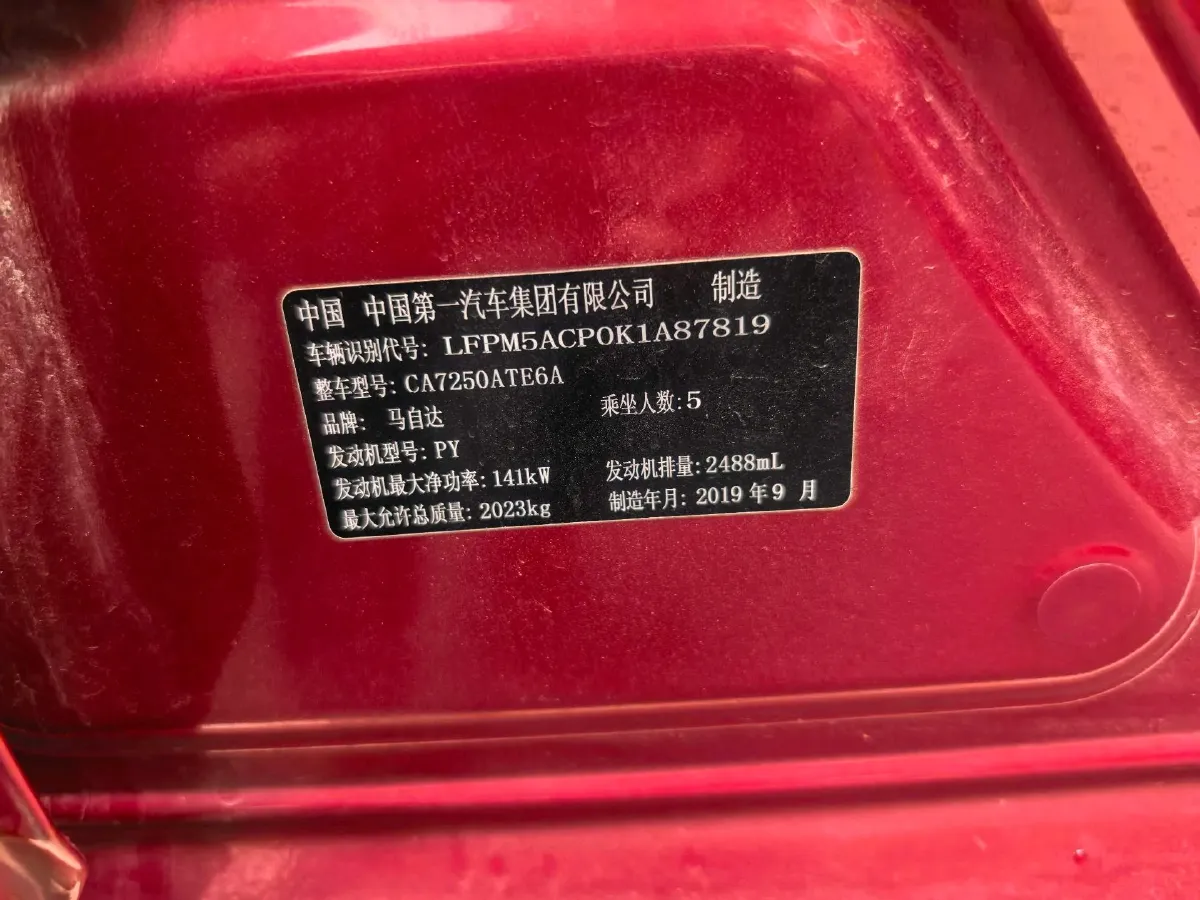 中国 中国第一汽车集团有限公司 制造
车辆识别代号: LFPM5ACP0K1A87819
整车型号: CA7250ATE6A
品牌: 马自达 乘坐人数: 5
发动机型号: PY
发动机最大净功率: 141kW 发动机排量: 2488mL
最大允许总质量: 2023kg 制造年月: 2019 年 9 月